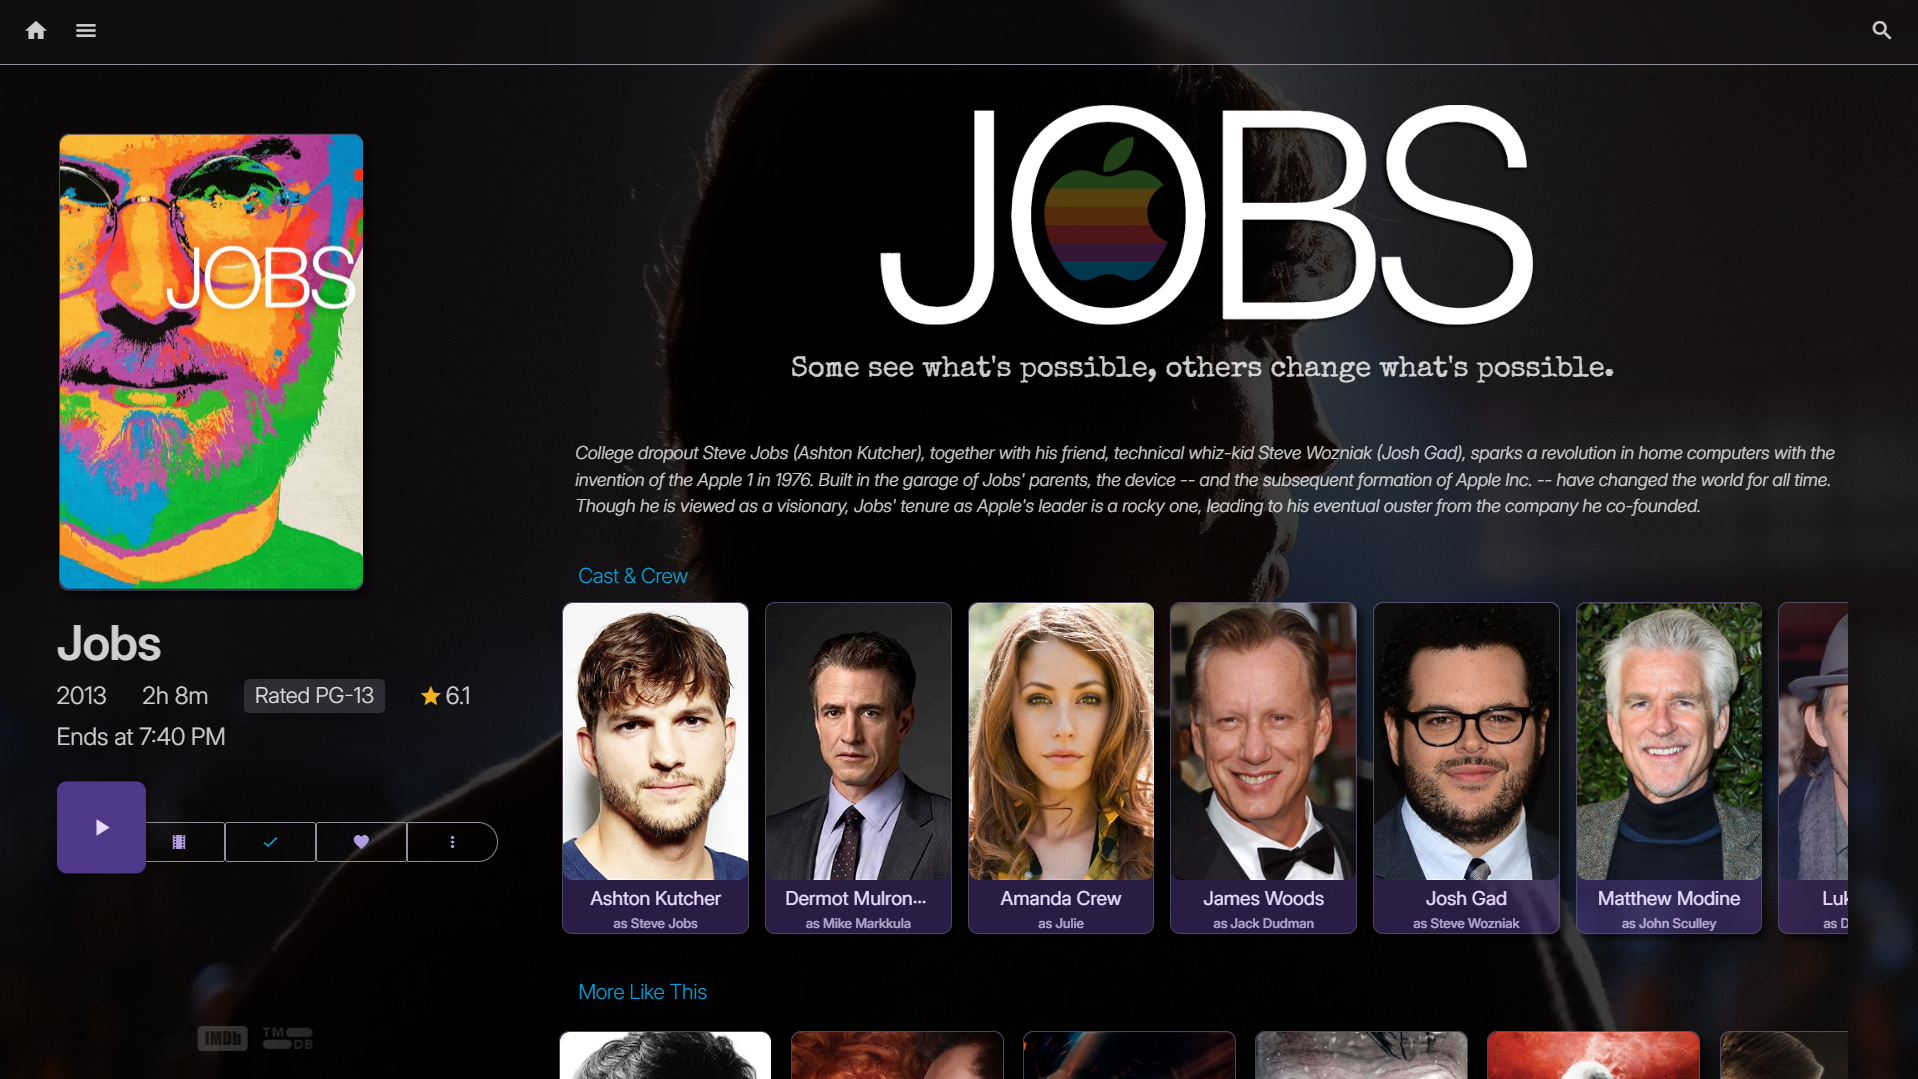 JOBS
JOBS
Some see what's possible, others change what's possible.
College dropout Steve Jobs (Ashton Kutcher), together with his friend, technical whiz-kid Steve Wozniak (Josh Gad), sparks a revolution in home computers with the
invention of the Apple 1 in 1976. Built in the garage of Jobs' parents, the device -- and the subsequent formation of Apple Inc. -- have changed the world for all time.
Though he is viewed as a visionary, Jobs' tenure as Apple's leader is a rocky one, leading to his eventual ouster from the company he co-founded.
Jobs
2013 2h 8m Rated PG-13 6.1
Ends at 7:40 PM
IMDb TMDB
Cast & Crew
Ashton Kutcher
as Steve Jobs
Dermot Mulron...
as Mike Markkula
Amanda Crew
as Julie
James Woods
as Jack Dudman
Josh Gad
as Steve Wozniak
Matthew Modine
as John Sculley
Luk
as D
More Like This